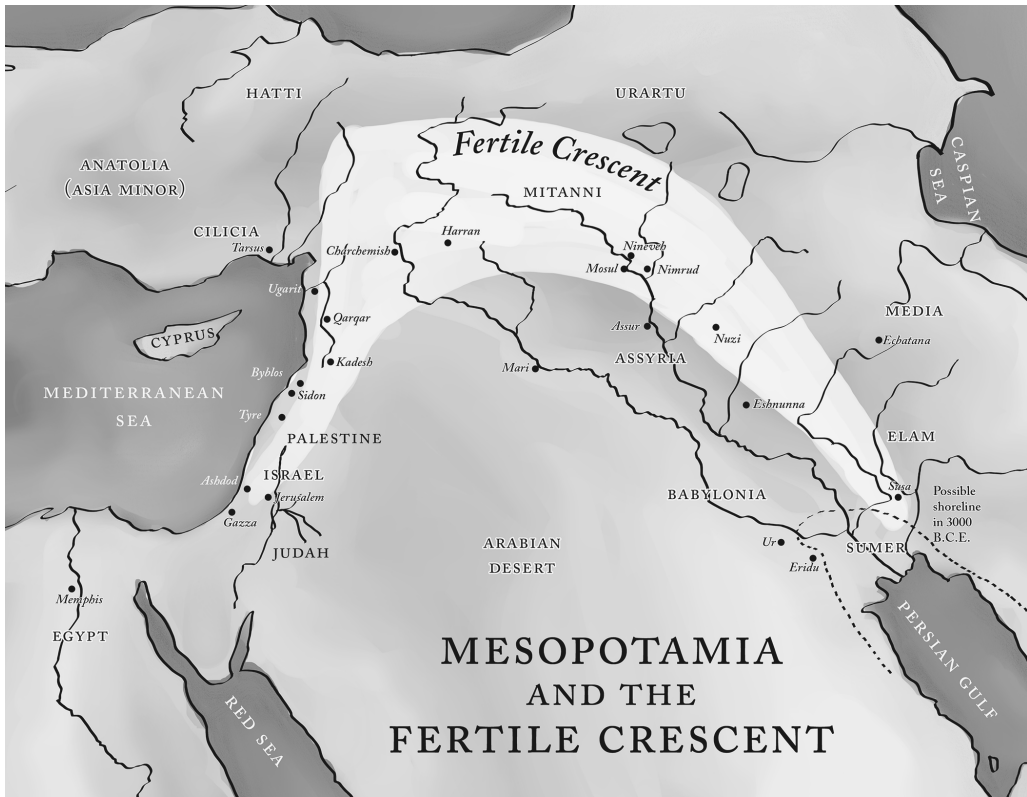 HATTI
URARTU
Fertile Crescent
ANATOLIA
(ASIA MINOR)
MITANNI
CASPIAN
SEA
CILICIA
Tarsus
Charchemish
Harran
Nineveh
Mosul
Nimrud
Ugarit
Qarqar
CYPRUS
Assur
Nuzi
MEDIA
Ecbatana
Kadesh
ASSYRIA
Mari
Byblos
Sidon
MEDITERRANEAN
SEA
Tyre
Eshnunna
PALESTINE
ELAM
ISRAEL
Ashdod
Jerusalem
BABYLONIA
Susa
Possible
shoreline
in 3000
B.C.E.
Gazza
JUDAH
ARABIAN
DESERT
Ur
SUMER
Eridu
Memphis
EGYPT
PERSIAN GULF
RED SEA
MESOPOTAMIA
AND THE
FERTILE CRESCENT